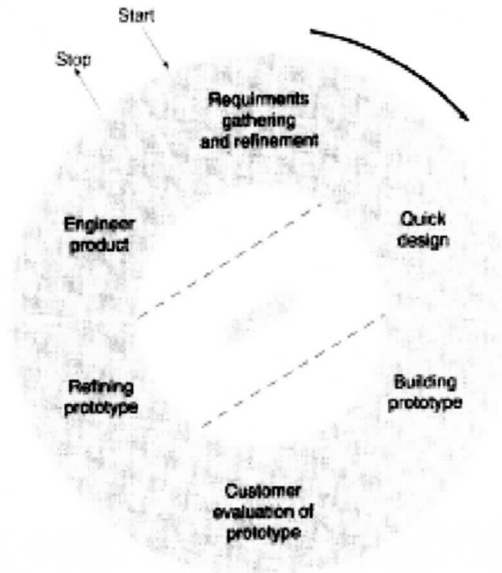 Start
Stop
Requirments
gathering
and refinement
Quick
design
Building
prototype
Customer
evaluation of
prototype
Refining
prototype
Engineer
product